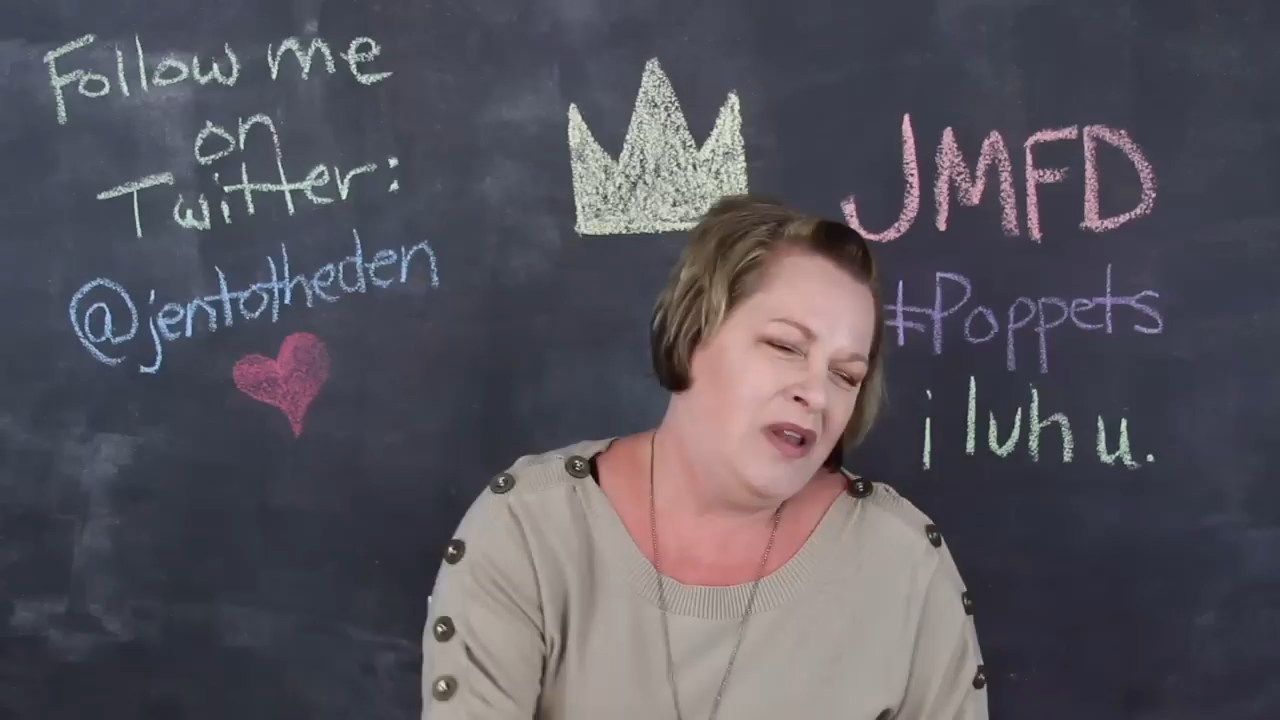 Follow me
on
Twitter:
@jentotheden
JMFD
#Poppets
i luh u.